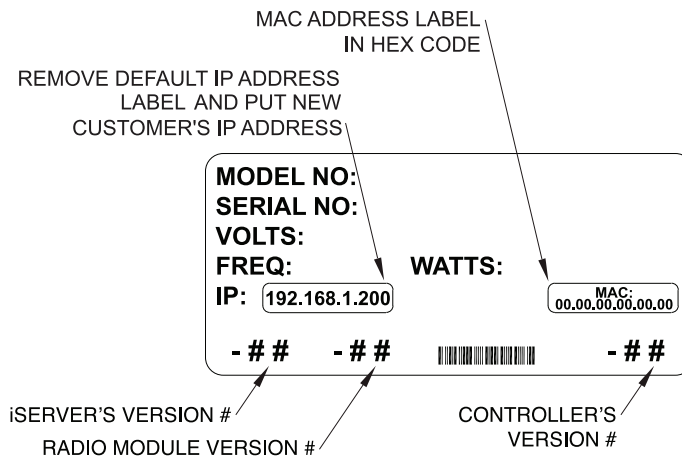 MAC ADDRESS LABEL
IN HEX CODE
REMOVE DEFAULT IP ADDRESS
LABEL AND PUT NEW
CUSTOMER'S IP ADDRESS
MODEL NO:
SERIAL NO:
VOLTS:
FREQ: WATTS:
IP: 192.168.1.200
MAC:
00.00.00.00.00.00
-## -## -##
iSERVER'S VERSION #
RADIO MODULE VERSION #
CONTROLLER'S
VERSION #